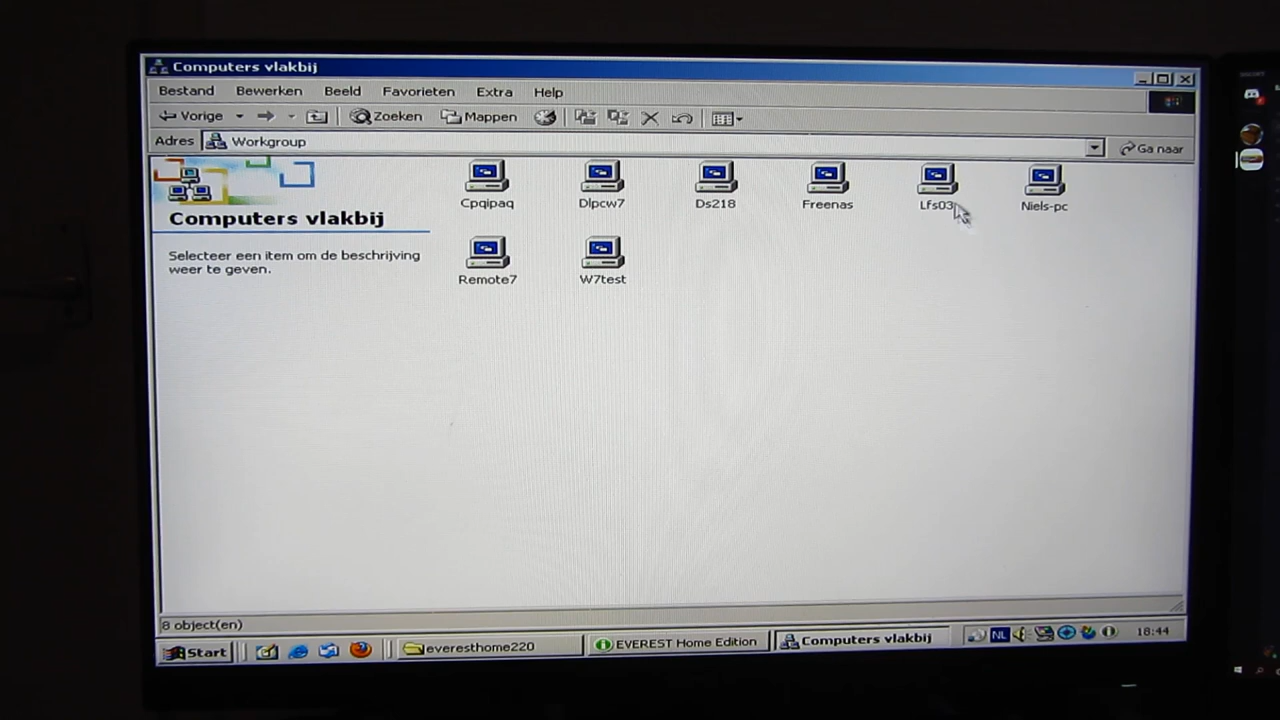 Computers vlakbij
Bestand Bewerken Beeld Favorieten Extra Help
Vorige Zoeken Mappen
Adres Workgroup Ga naar
Computers vlakbij
Selecteer een item om de beschrijving
weer te geven.
Cpqipaq Dlpcw7 Ds218 Freenas Lfs03 Niels-pc
Remote7 W7test
8 object(en)
Start everesthome220 EVEREST Home Edition Computers vlakbij NL 18:44